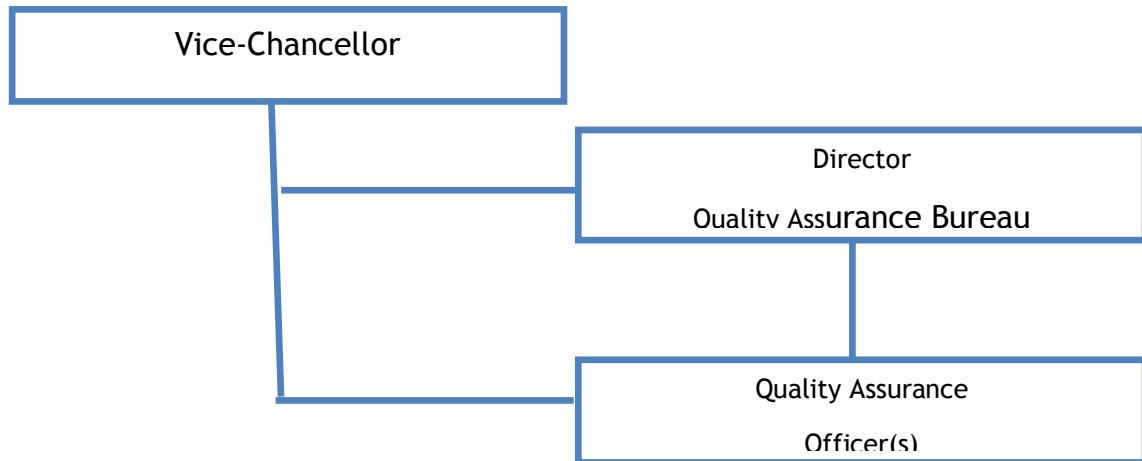 Vice-Chancellor
Director
Quality Assurance Bureau
Quality Assurance
Officer(s)